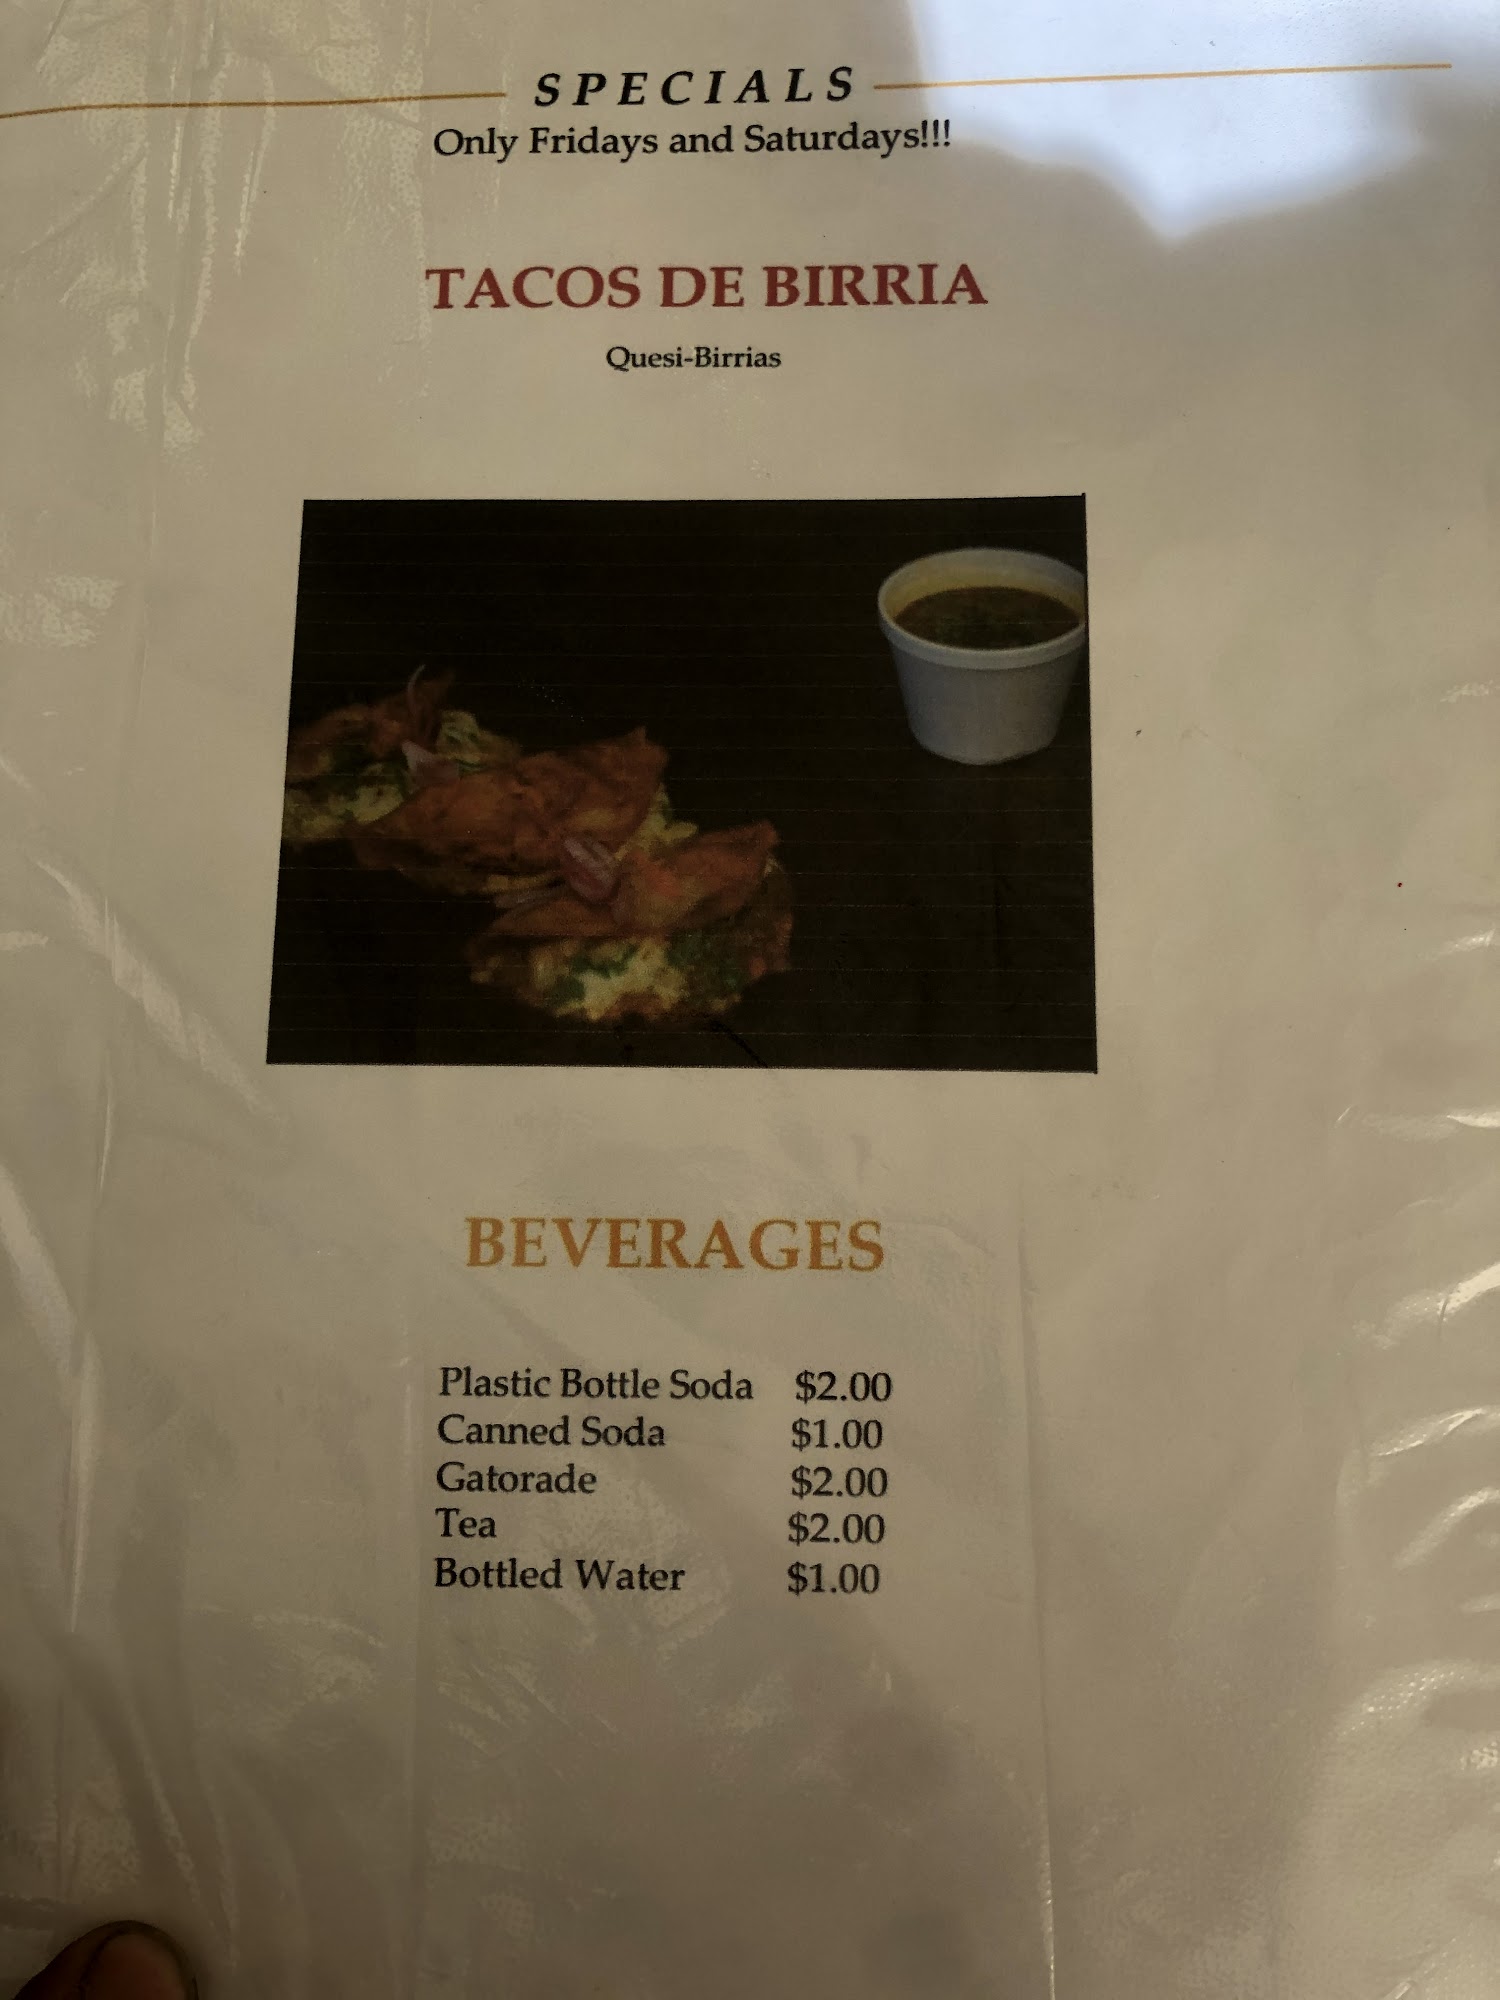 SPECIALS
Only Fridays and Saturdays!!!
TACOS DE BIRRIA
Quesi-Birrias
BEVERAGES
Plastic Bottle Soda $2.00
Canned Soda $1.00
Gatorade $2.00
Tea $2.00
Bottled Water $1.00